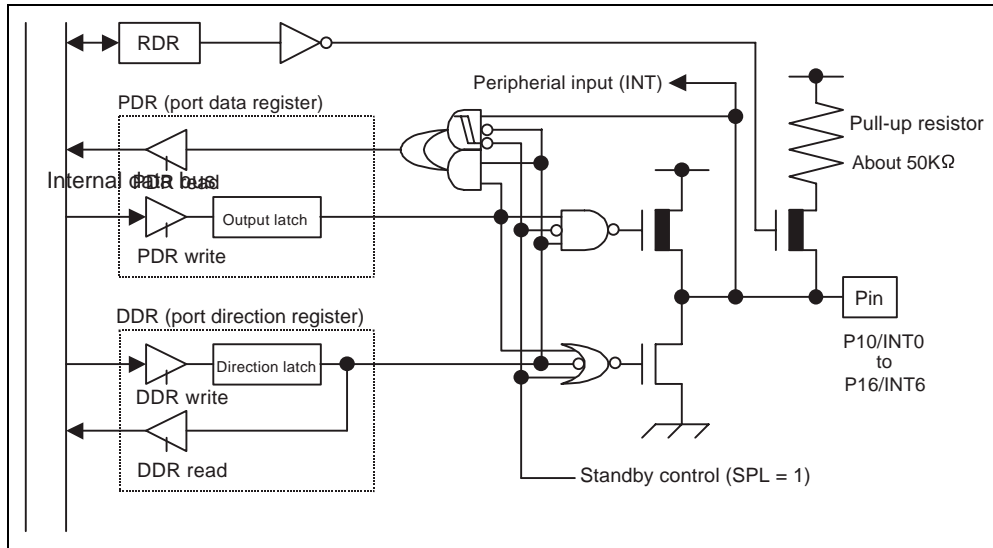 RDR
Peripherial input (INT)
PDR (port data register)
Pull-up resistor
About 50KΩ
PDR read
Internal data bus
Output latch
PDR write
DDR (port direction register)
Pin
P10/INT0
to
P16/INT6
Direction latch
DDR write
DDR read
Standby control (SPL = 1)